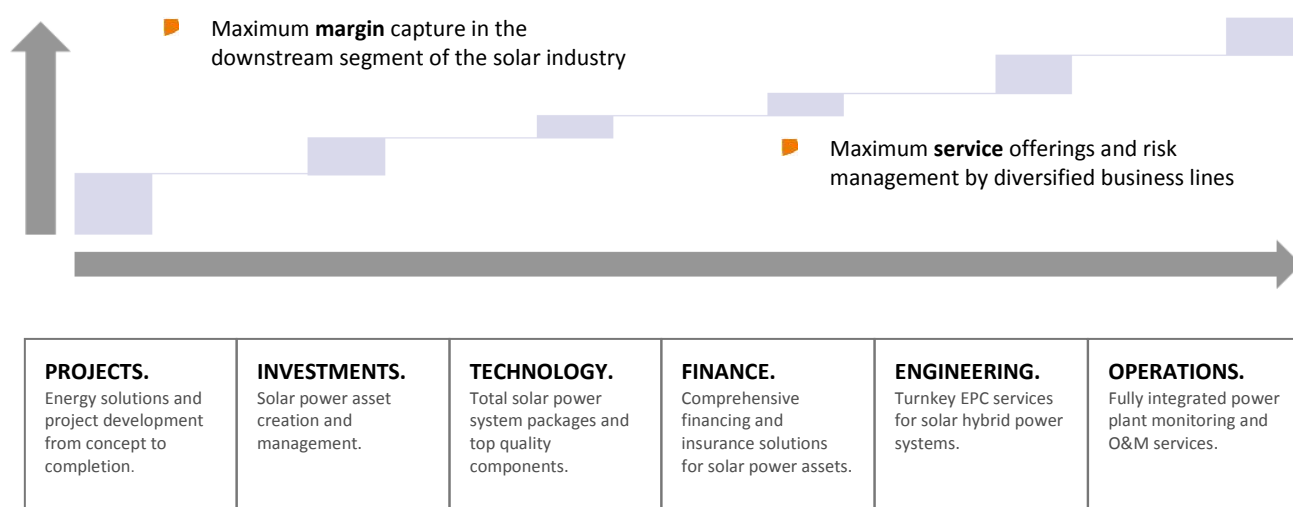 Maximum margin capture in the
downstream segment of the solar industry
Maximum service offerings and risk
management by diversified business lines
PROJECTS.
Energy solutions and
project development
from concept to
completion.
INVESTMENTS.
Solar power asset
creation and
management.
TECHNOLOGY.
Total solar power
system packages and
top quality
components.
FINANCE.
Comprehensive
financing and
insurance solutions
for solar power assets.
ENGINEERING.
Turnkey EPC services
for solar hybrid power
systems.
OPERATIONS.
Fully integrated power
plant monitoring and
O&M services.